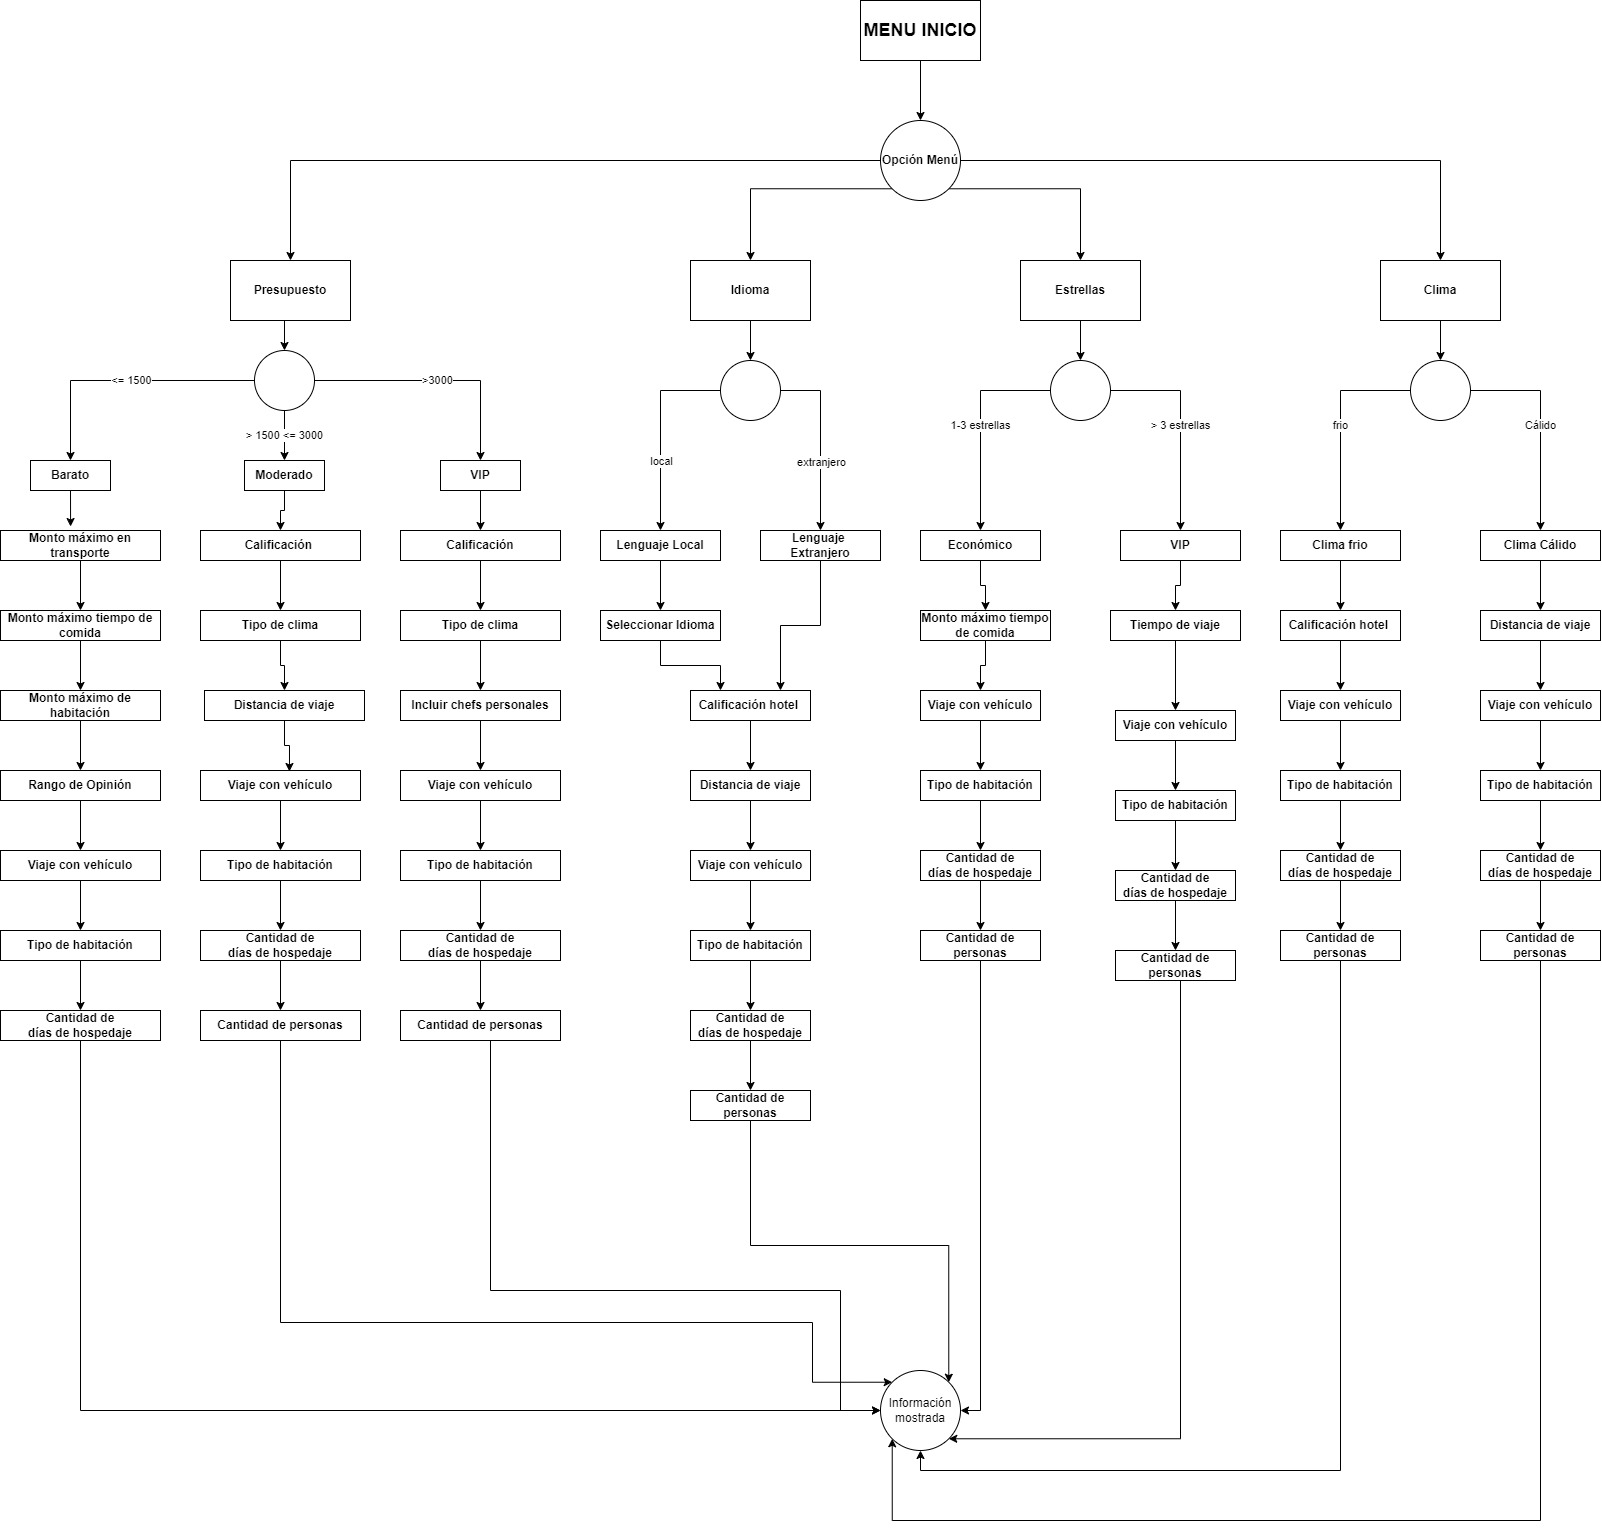 MENU INICIO
Opción Menú
Presupuesto
Idioma
Estrellas
Clima
<= 1500
>3000
> 1500 <= 3000
1-3 estrellas
> 3 estrellas
frio
Cálido
local
extranjero
Barato
Moderado
VIP
Monto máximo en
transporte
Calificación
Calificación
Lenguaje Local
Lenguaje
Extranjero
Económico
VIP
Clima frio
Clima Cálido
Monto máximo tiempo de
comida
Tipo de clima
Tipo de clima
Seleccionar Idioma
Monto máximo tiempo
de comida
Tiempo de viaje
Calificación hotel
Distancia de viaje
Monto máximo de
habitación
Distancia de viaje
Incluir chefs personales
Calificación hotel
Viaje con vehículo
Viaje con vehículo
Viaje con vehículo
Viaje con vehículo
Rango de Opinión
Viaje con vehículo
Viaje con vehículo
Distancia de viaje
Tipo de habitación
Tipo de habitación
Tipo de habitación
Tipo de habitación
Viaje con vehículo
Tipo de habitación
Tipo de habitación
Viaje con vehículo
Cantidad de
días de hospedaje
Cantidad de
días de hospedaje
Cantidad de
días de hospedaje
Cantidad de
días de hospedaje
Tipo de habitación
Cantidad de
días de hospedaje
Cantidad de
días de hospedaje
Tipo de habitación
Cantidad de
personas
Cantidad de
personas
Cantidad de
personas
Cantidad de
personas
Cantidad de
días de hospedaje
Cantidad de personas
Cantidad de personas
Cantidad de
días de hospedaje
Cantidad de
personas
Información
mostrada